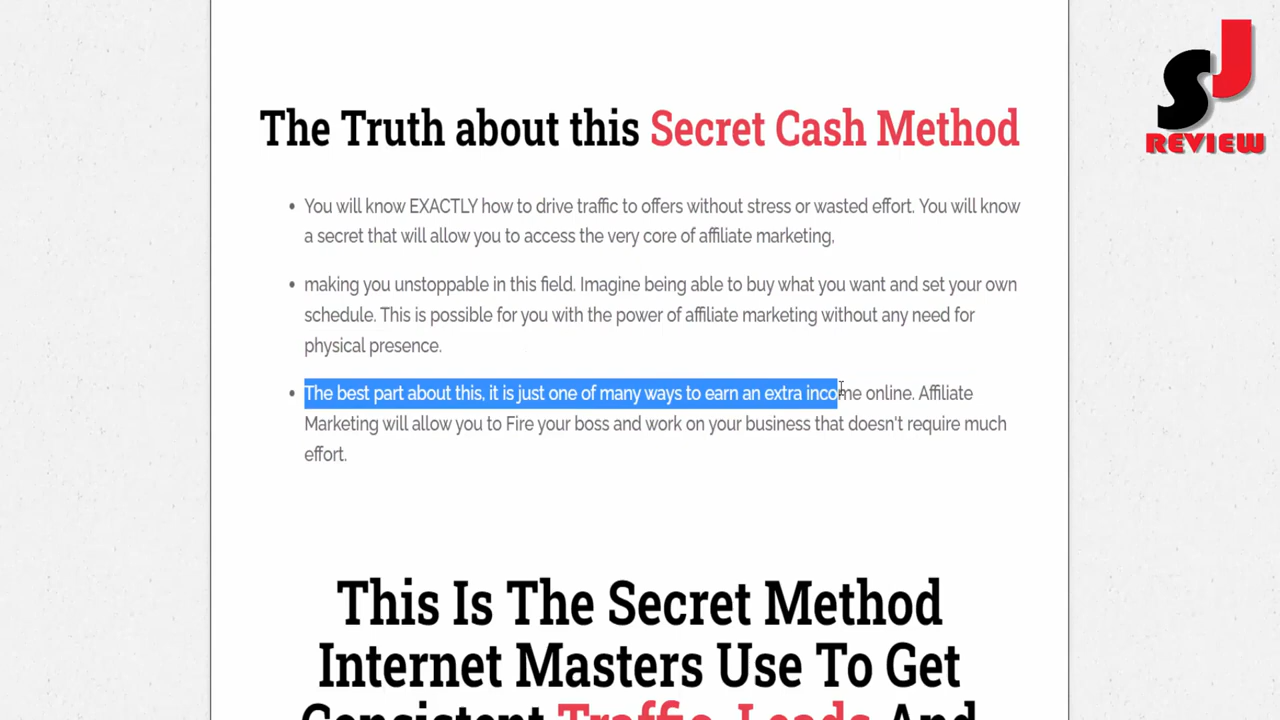 SJ
REVIEW
The Truth about this Secret Cash Method
• You will know EXACTLY how to drive traffic to offers without stress or wasted effort. You will know
a secret that will allow you to access the very core of affiliate marketing,
• making you unstoppable in this field. Imagine being able to buy what you want and set your own
schedule. This is possible for you with the power of affiliate marketing without any need for
physical presence.
• The best part about this, it is just one of many ways to earn an extra income online. Affiliate
Marketing will allow you to Fire your boss and work on your business that doesn't require much
effort.
This Is The Secret Method
Internet Masters Use To Get
Consistent Traffic, Leads And